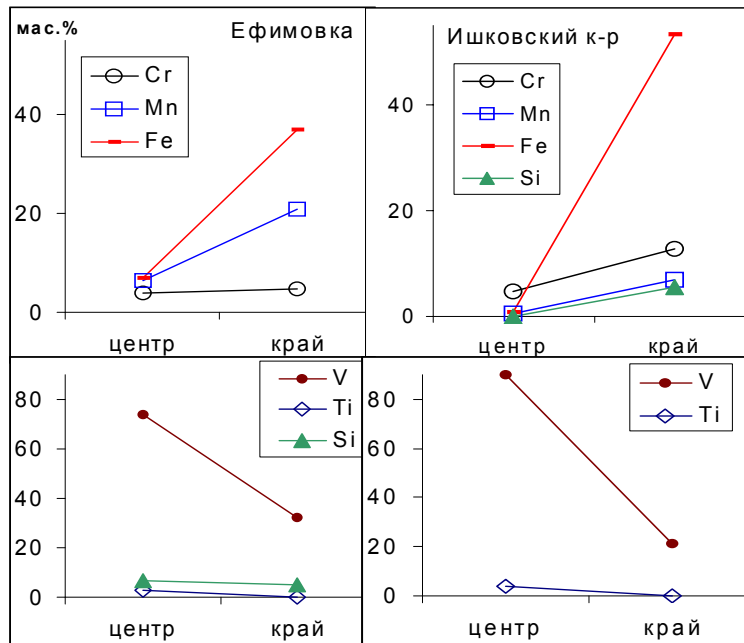 мас.%
Ефимовка
Cr
Mn
Fe
40
20
0
центр
край
Ишковский к-р
Cr
Mn
Fe
Si
40
20
0
центр
край
V
Ti
Si
80
60
40
20
0
центр
край
V
Ti
80
60
40
20
0
центр
край